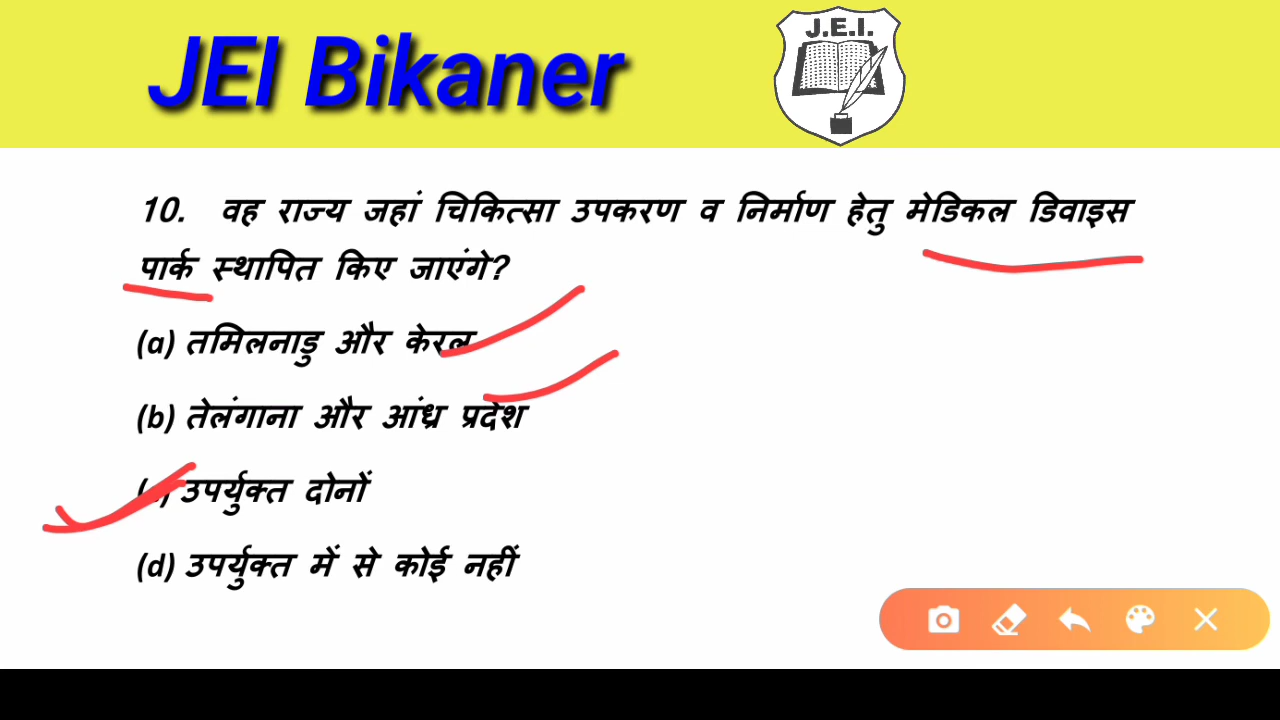 JEI Bikaner
J.E.I.
10. वह राज्य जहां चिकित्सा उपकरण व निर्माण हेतु मेडिकल डिवाइस
पार्क स्थापित किए जाएंगे?
(a) तमिलनाडु और केरल
(b) तेलंगाना और आंध्र प्रदेश
उपर्युक्त दोनों
(d) उपर्युक्त में से कोई नहीं